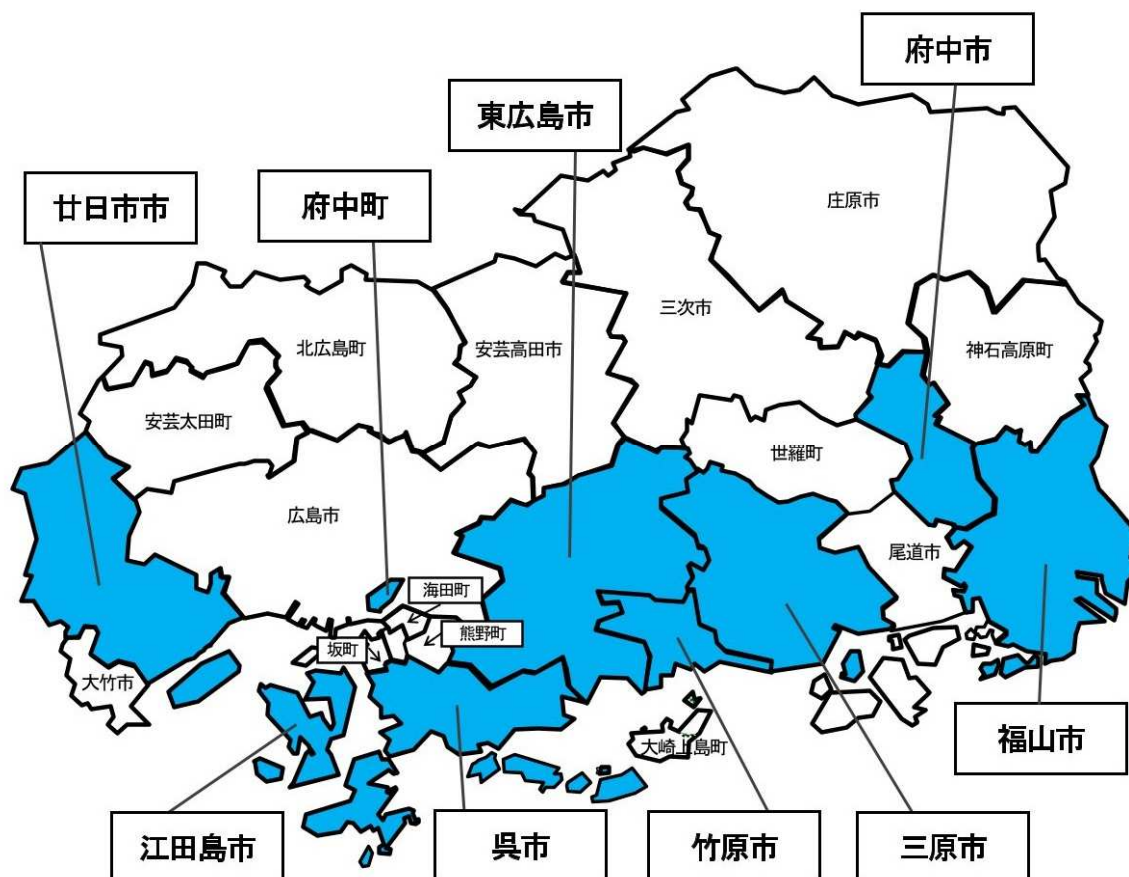 府中市
東広島市
廿日市市
府中町
庄原市
三次市
北広島町
安芸高田市
神石高原町
安芸太田町
世羅町
広島市
尾道市
海田町
熊野町
坂町
大竹市
大崎上島町
福山市
江田島市
呉市
竹原市
三原市